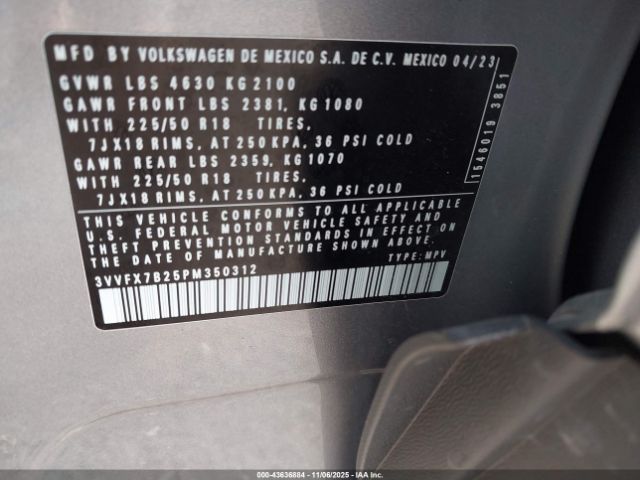 MFD BY VOLKSWAGEN DE MEXICO S.A. DE C.V. MEXICO 04/23
GVWR LBS 4630 KG 2100
GAWR FRONT LBS 2381, KG 1080
WITH 225/50 R18 TIRES,
7JX18 RIMS, AT 250 KPA, 36 PSI COLD
GAWR REAR LBS 2359, KG 1070
WITH 225/50 R18 TIRES,
7JX18 RIMS, AT 250 KPA, 36 PSI COLD
THIS VEHICLE CONFORMS TO ALL APPLICABLE
U.S. FEDERAL MOTOR VEHICLE SAFETY AND
THEFT PREVENTION STANDARDS IN EFFECT ON
THE DATE OF MANUFACTURE SHOWN ABOVE.
3VVFX7B25PM350312 TYPE: MPV
1546019 3851
000-43636884 11/06/2025 IAAI.COM